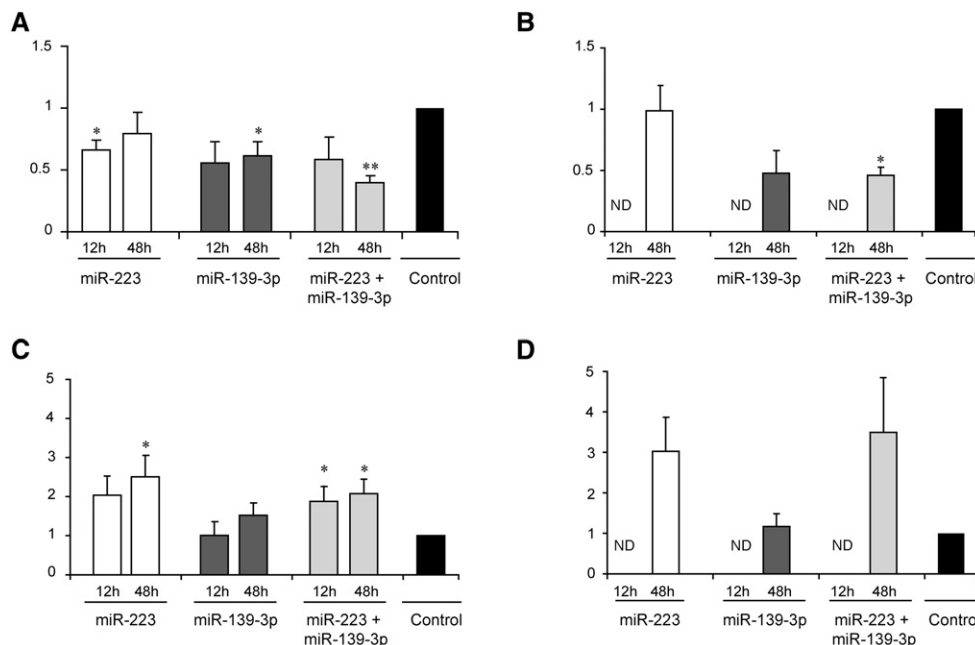 A
1.5
1
0.5
0
*
*
**
12h 48h 12h 48h 12h 48h
miR-223 miR-139-3p miR-223 + Control
miR-139-3p
B
1.5
1
0.5
0
ND ND ND *
12h 48h 12h 48h 12h 48h
miR-223 miR-139-3p miR-223 + Control
miR-139-3p
C
5
4
3
2
1
0
* * *
12h 48h 12h 48h 12h 48h
miR-223 miR-139-3p miR-223 + Control
miR-139-3p
D
5
4
3
2
1
0
ND ND ND
12h 48h 12h 48h 12h 48h
miR-223 miR-139-3p miR-223 + Control
miR-139-3p